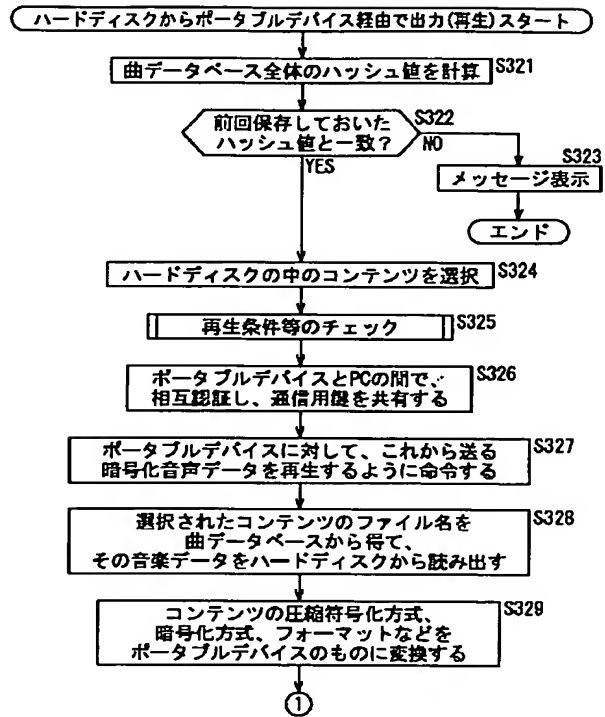 ハードディスクからポータブルデバイス経由で出力(再生)スタート
曲データベース全体のハッシュ値を計算
S321
前回保存しておいた
ハッシュ値と一致?
S322
NO
YES
S323
メッセージ表示
エンド
ハードディスクの中のコンテンツを選択
S324
再生条件等のチェック
S325
ポータブルデバイスとPCの間で、
相互認証し、通信用鍵を共有する
S326
ポータブルデバイスに対して、これから送る
暗号化音声データを再生するように命令する
S327
選択されたコンテンツのファイル名を
曲データベースから得て、
その音楽データをハードディスクから読み出す
S328
コンテンツの圧縮符号化方式、
暗号化方式、フォーマットなどを
ポータブルデバイスのものに変換する
S329
①